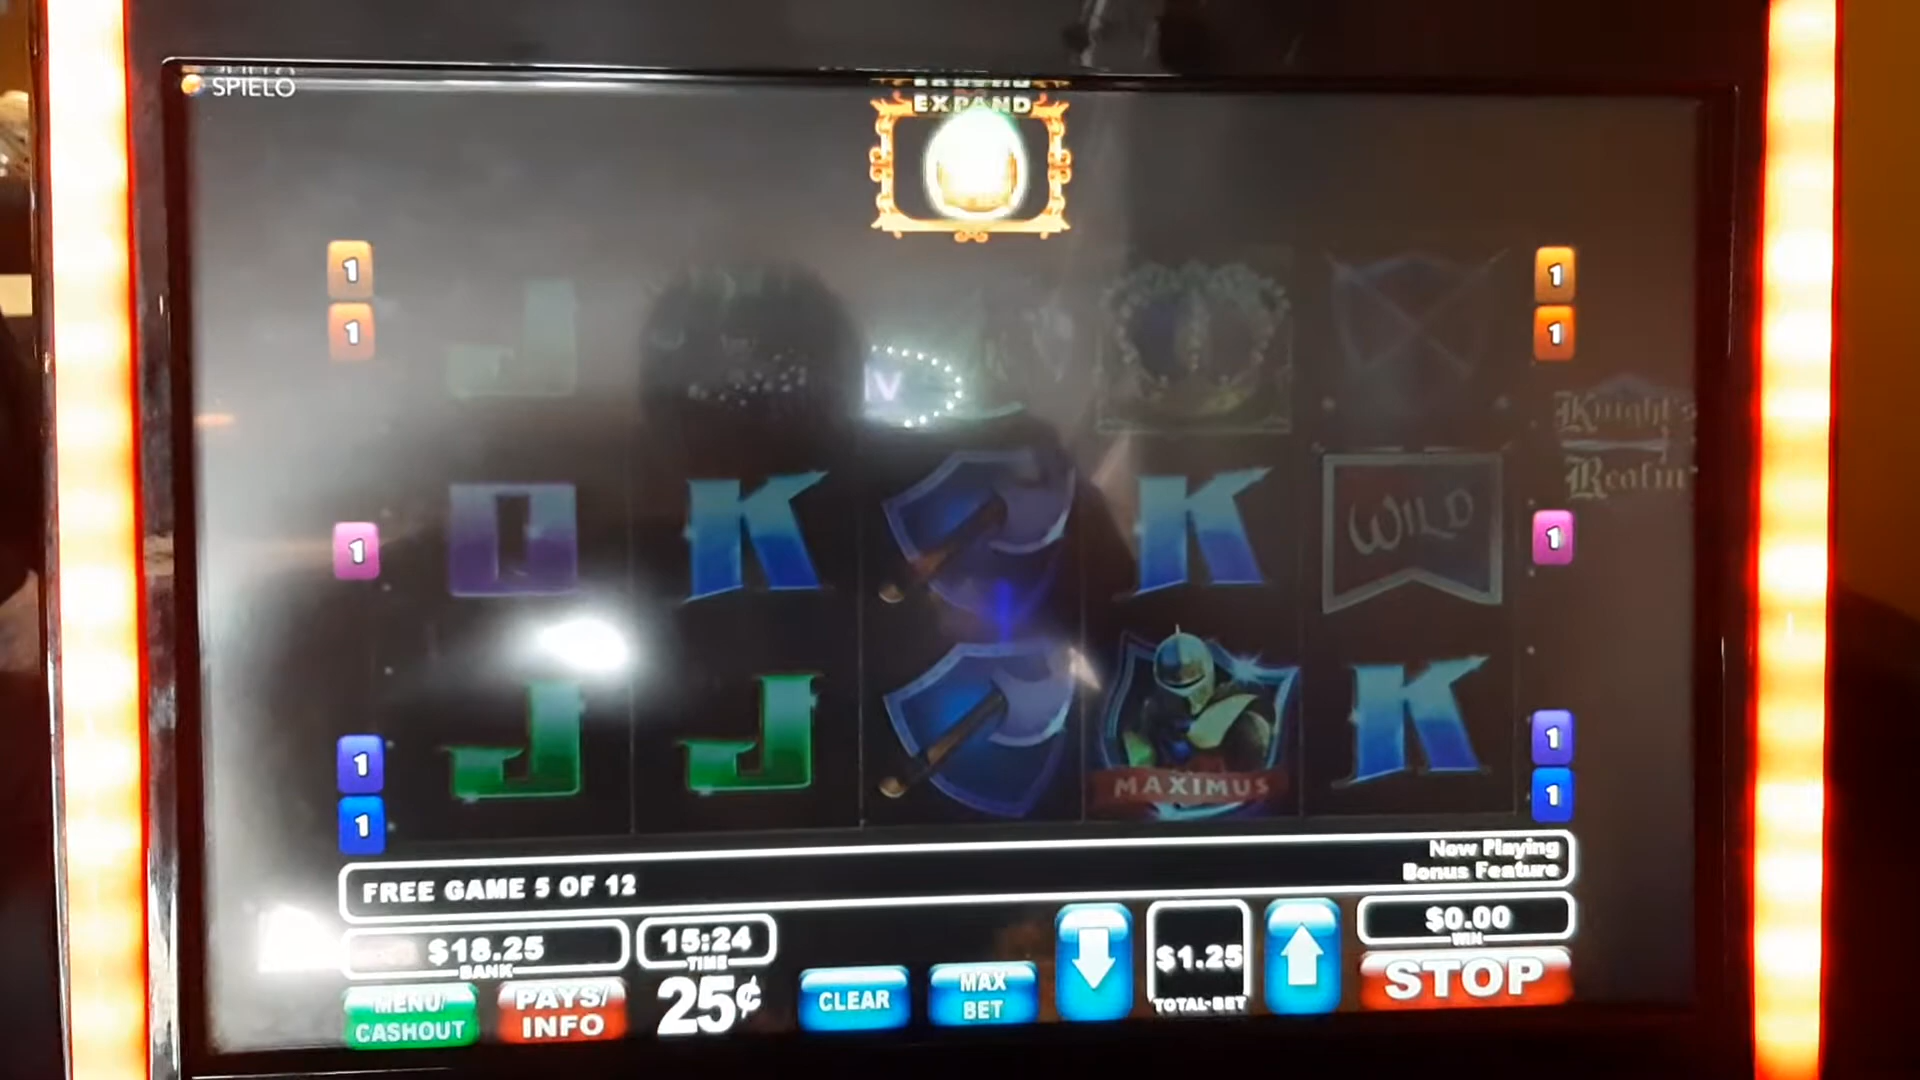 SPIELO
EXPAND
1
1
1
1
J
V
Knight's
Realm
Q K K WILD
1
1
J J MAXIMUS K
1
1
1
1
Now Playing
Bonus Feature
FREE GAME 5 OF 12
$18.25
BANK
15:24
TIME
$1.25
TOTAL-BET
$0.00
WIN
MENU/
CASHOUT
PAYS/
INFO
25¢
CLEAR
MAX
BET
STOP